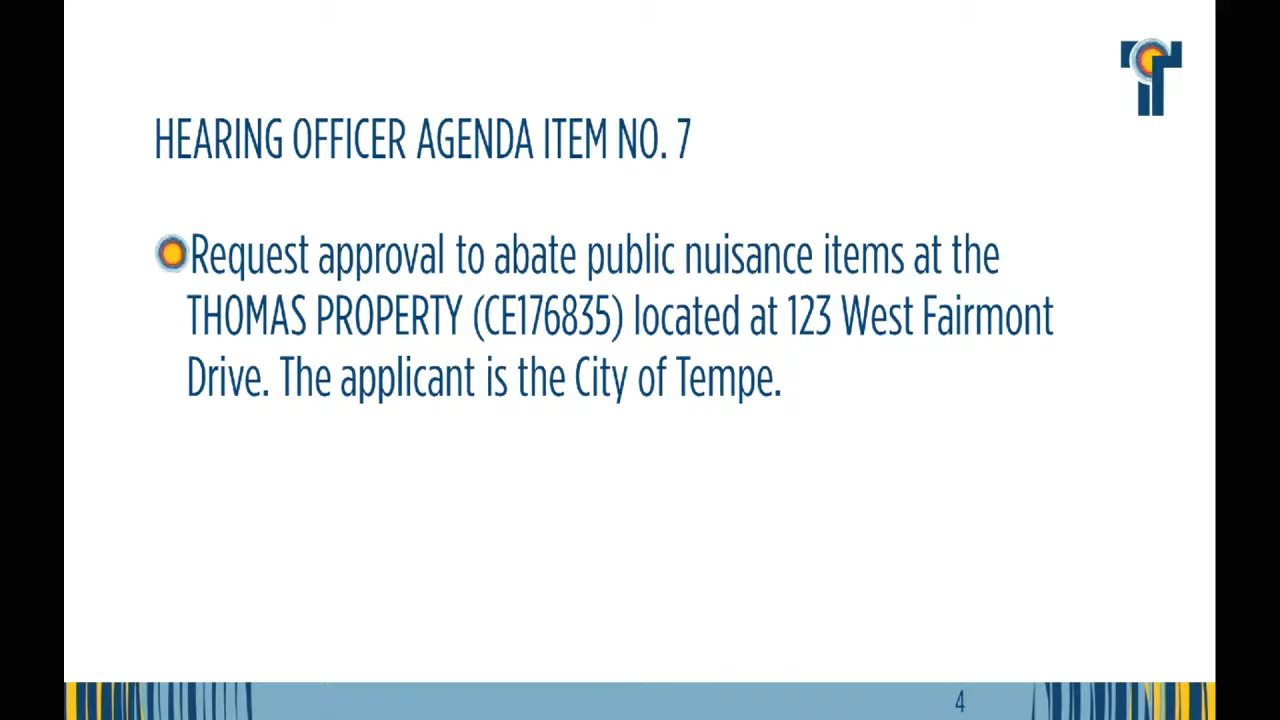 HEARING OFFICER AGENDA ITEM NO. 7
Request approval to abate public nuisance items at the
THOMAS PROPERTY (CE176835) located at 123 West Fairmont
Drive. The applicant is the City of Tempe.
4